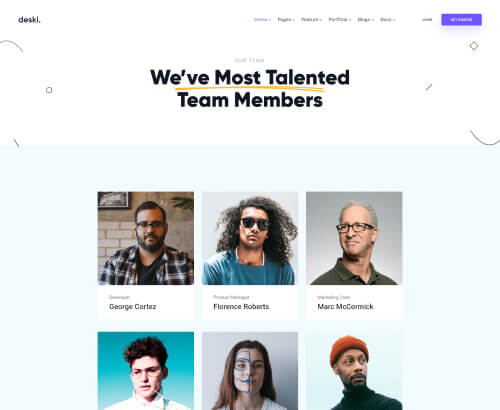 deski.
Home Pages Feature Portfolio Blogs Docs
LOGIN
GET STARTED
OUR TEAM
We've Most Talented
Team Members
Developer
George Cortez
Product Manager
Florence Roberts
Marketing Crew
Marc McCormick